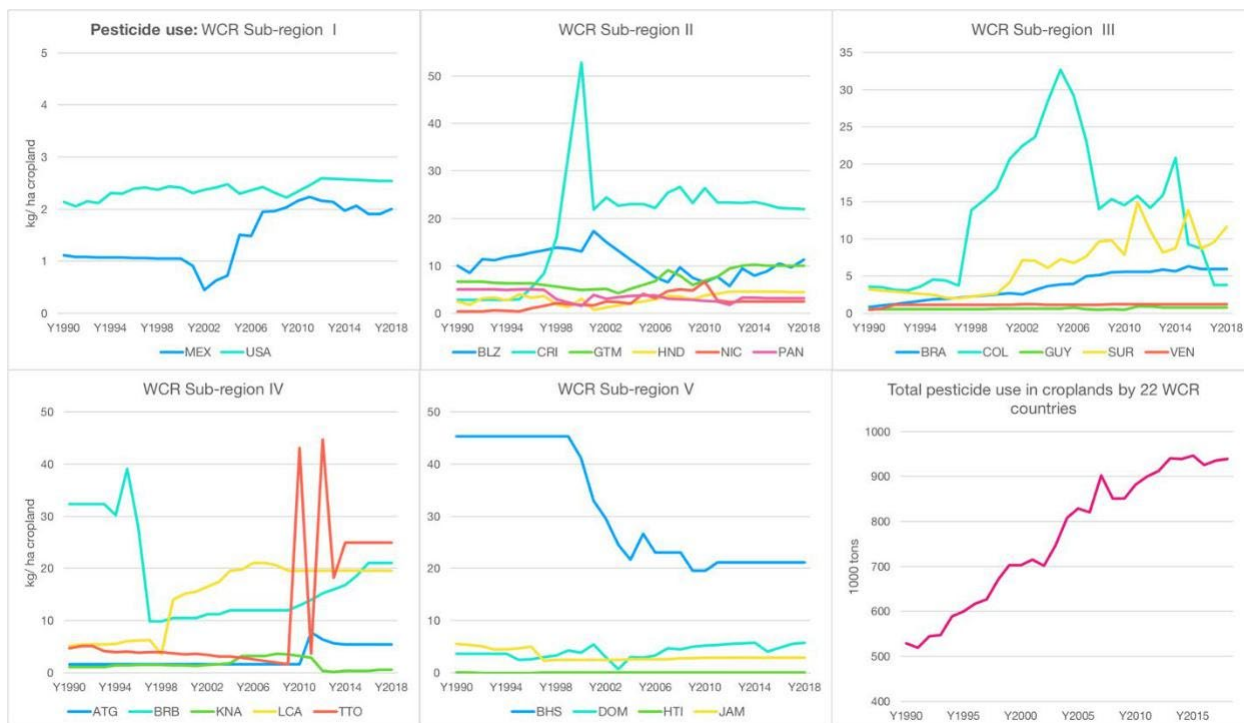 Pesticide use: WCR Sub-region I
kg/ ha cropland
5
4
3
2
1
0
Y1990 Y1994 Y1998 Y2002 Y2006 Y2010 Y2014 Y2018
MEX USA
WCR Sub-region II
50
40
30
20
10
0
Y1990 Y1994 Y1998 Y2002 Y2006 Y2010 Y2014 Y2018
BLZ CRI GTM HND NIC PAN
WCR Sub-region III
35
30
25
20
15
10
5
0
Y1990 Y1994 Y1998 Y2002 Y2006 Y2010 Y2014 Y2018
BRA COL GUY SUR VEN
WCR Sub-region IV
kg/ ha cropland
50
40
30
20
10
0
Y1990 Y1994 Y1998 Y2002 Y2006 Y2010 Y2014 Y2018
ATG BRB KNA LCA TTO
WCR Sub-region V
50
40
30
20
10
0
Y1990 Y1994 Y1998 Y2002 Y2006 Y2010 Y2014 Y2018
BHS DOM HTI JAM
Total pesticide use in croplands by 22 WCR
countries
1000 tons
1000
900
800
700
600
500
400
Y1990 Y1995 Y2000 Y2005 Y2010 Y2015